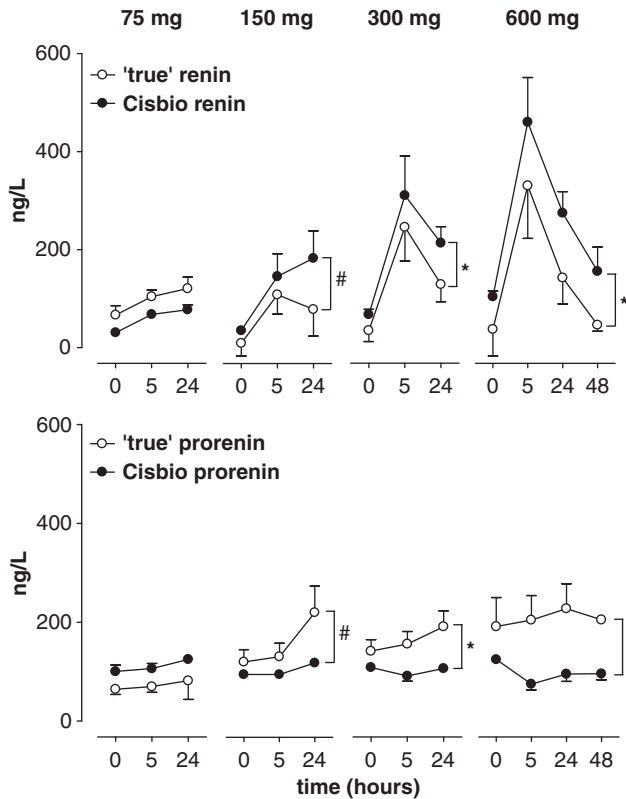 75 mg 150 mg 300 mg 600 mg
600
'true' renin
Cisbio renin
400
ng/L
200
# * *
0
0 5 24 0 5 24 0 5 24 0 5 24 48
600
'true' prorenin
Cisbio prorenin
400
ng/L
200
# *
0
0 5 24 0 5 24 0 5 24 0 5 24 48
time (hours)